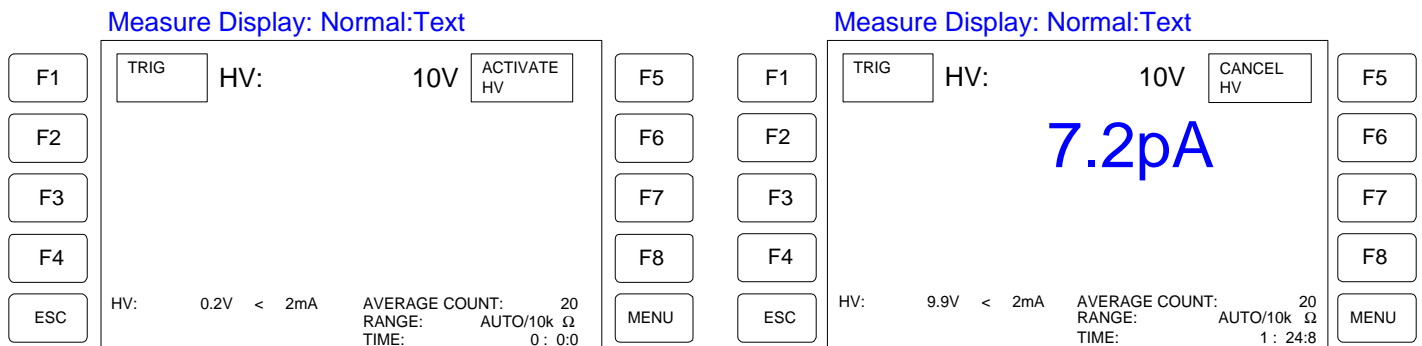 Measure Display: Normal:Text
F1
F2
F3
F4
ESC
TRIG
HV: 10V
ACTIVATE
HV
HV: 0.2V < 2mA
AVERAGE COUNT: 20
RANGE: AUTO/10k Ω
TIME: 0 : 0:0
F5
F6
F7
F8
MENU
Measure Display: Normal:Text
F1
F2
F3
F4
ESC
TRIG
HV: 10V
CANCEL
HV
7.2pA
HV: 9.9V < 2mA
AVERAGE COUNT: 20
RANGE: AUTO/10k Ω
TIME: 1 : 24:8
F5
F6
F7
F8
MENU